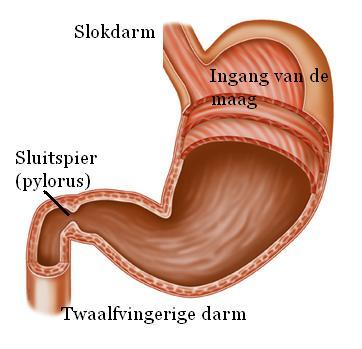 Slokdarm
Ingang van de
maag
Sluitspier
(pylorus)
Twaalfvingerige darm